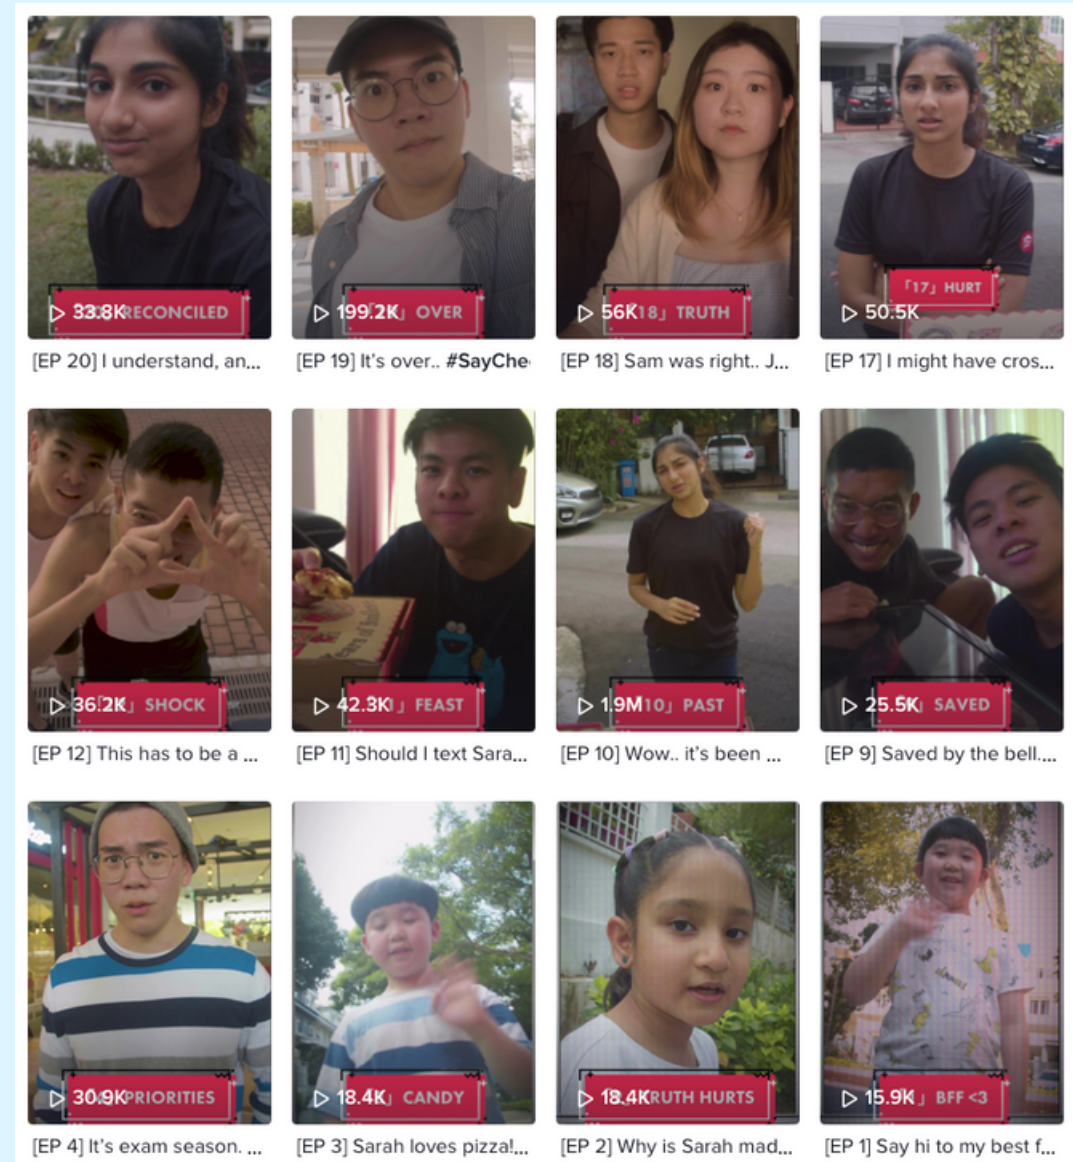 33.8K RECONCILED
199.2K OVER
56K 18」 TRUTH
「17」 HURT
50.5K
[EP 20] I understand, an...
[EP 19] It's over.. #SayChe
[EP 18] Sam was right.. J...
[EP 17] I might have cros...
36.2K 」 SHOCK
42.3K 」 FEAST
1.9M 10」 PAST
25.5K 」 SAVED
[EP 12] This has to be a ...
[EP 11] Should I text Sara...
[EP 10] Wow.. it's been ...
[EP 9] Saved by the bell....
30.9K PRIORITIES
18.4K 」 CANDY
18.4K RUTH HURTS
15.9K 」 BFF <3
[EP 4] It's exam season. ...
[EP 3] Sarah loves pizza!...
[EP 2] Why is Sarah mad...
[EP 1] Say hi to my best f...